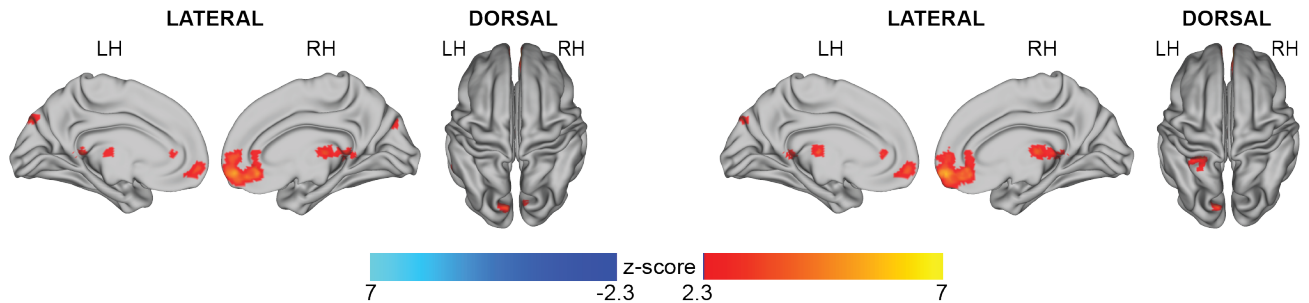 LATERAL DORSAL LATERAL DORSAL
LH RH LH RH LH RH LH RH
z-score
7 -2.3 2.3 7